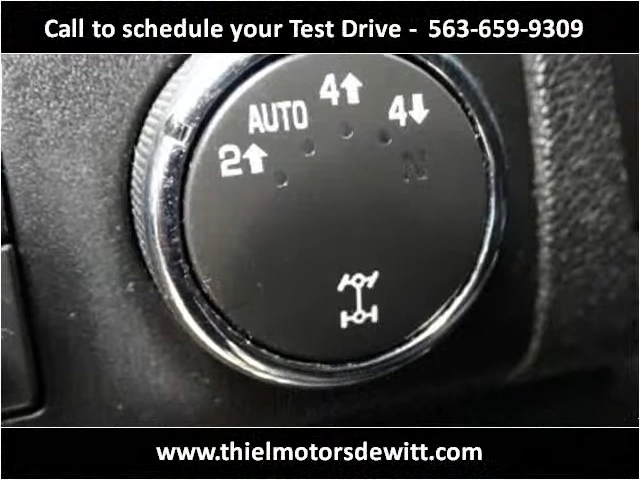 Call to schedule your Test Drive - 563-659-9309
4⬆
AUTO
4⬇
2⬆
N
www.thielmotorsdewitt.com